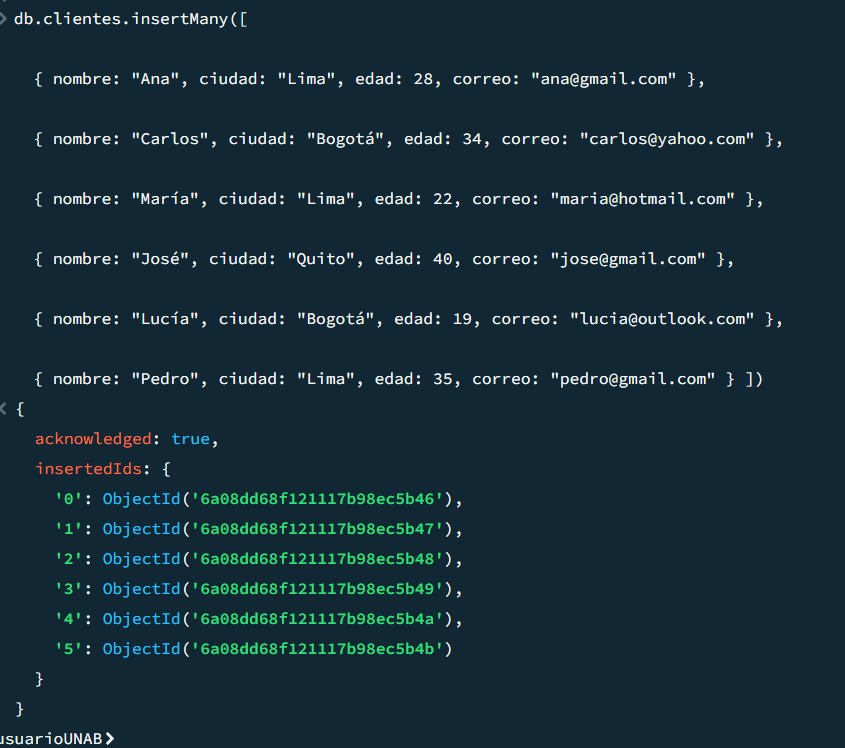 db.clientes.insertMany([
{ nombre: "Ana", ciudad: "Lima", edad: 28, correo: "ana@gmail.com" },
{ nombre: "Carlos", ciudad: "Bogotá", edad: 34, correo: "carlos@yahoo.com" },
{ nombre: "María", ciudad: "Lima", edad: 22, correo: "maria@hotmail.com" },
{ nombre: "José", ciudad: "Quito", edad: 40, correo: "jose@gmail.com" },
{ nombre: "Lucía", ciudad: "Bogotá", edad: 19, correo: "lucia@outlook.com" },
{ nombre: "Pedro", ciudad: "Lima", edad: 35, correo: "pedro@gmail.com" } ])
{
acknowledged: true,
insertedIds: {
'0': ObjectId('6a08dd68f121117b98ec5b46'),
'1': ObjectId('6a08dd68f121117b98ec5b47'),
'2': ObjectId('6a08dd68f121117b98ec5b48'),
'3': ObjectId('6a08dd68f121117b98ec5b49'),
'4': ObjectId('6a08dd68f121117b98ec5b4a'),
'5': ObjectId('6a08dd68f121117b98ec5b4b')
}
}
usuarioUNAB>